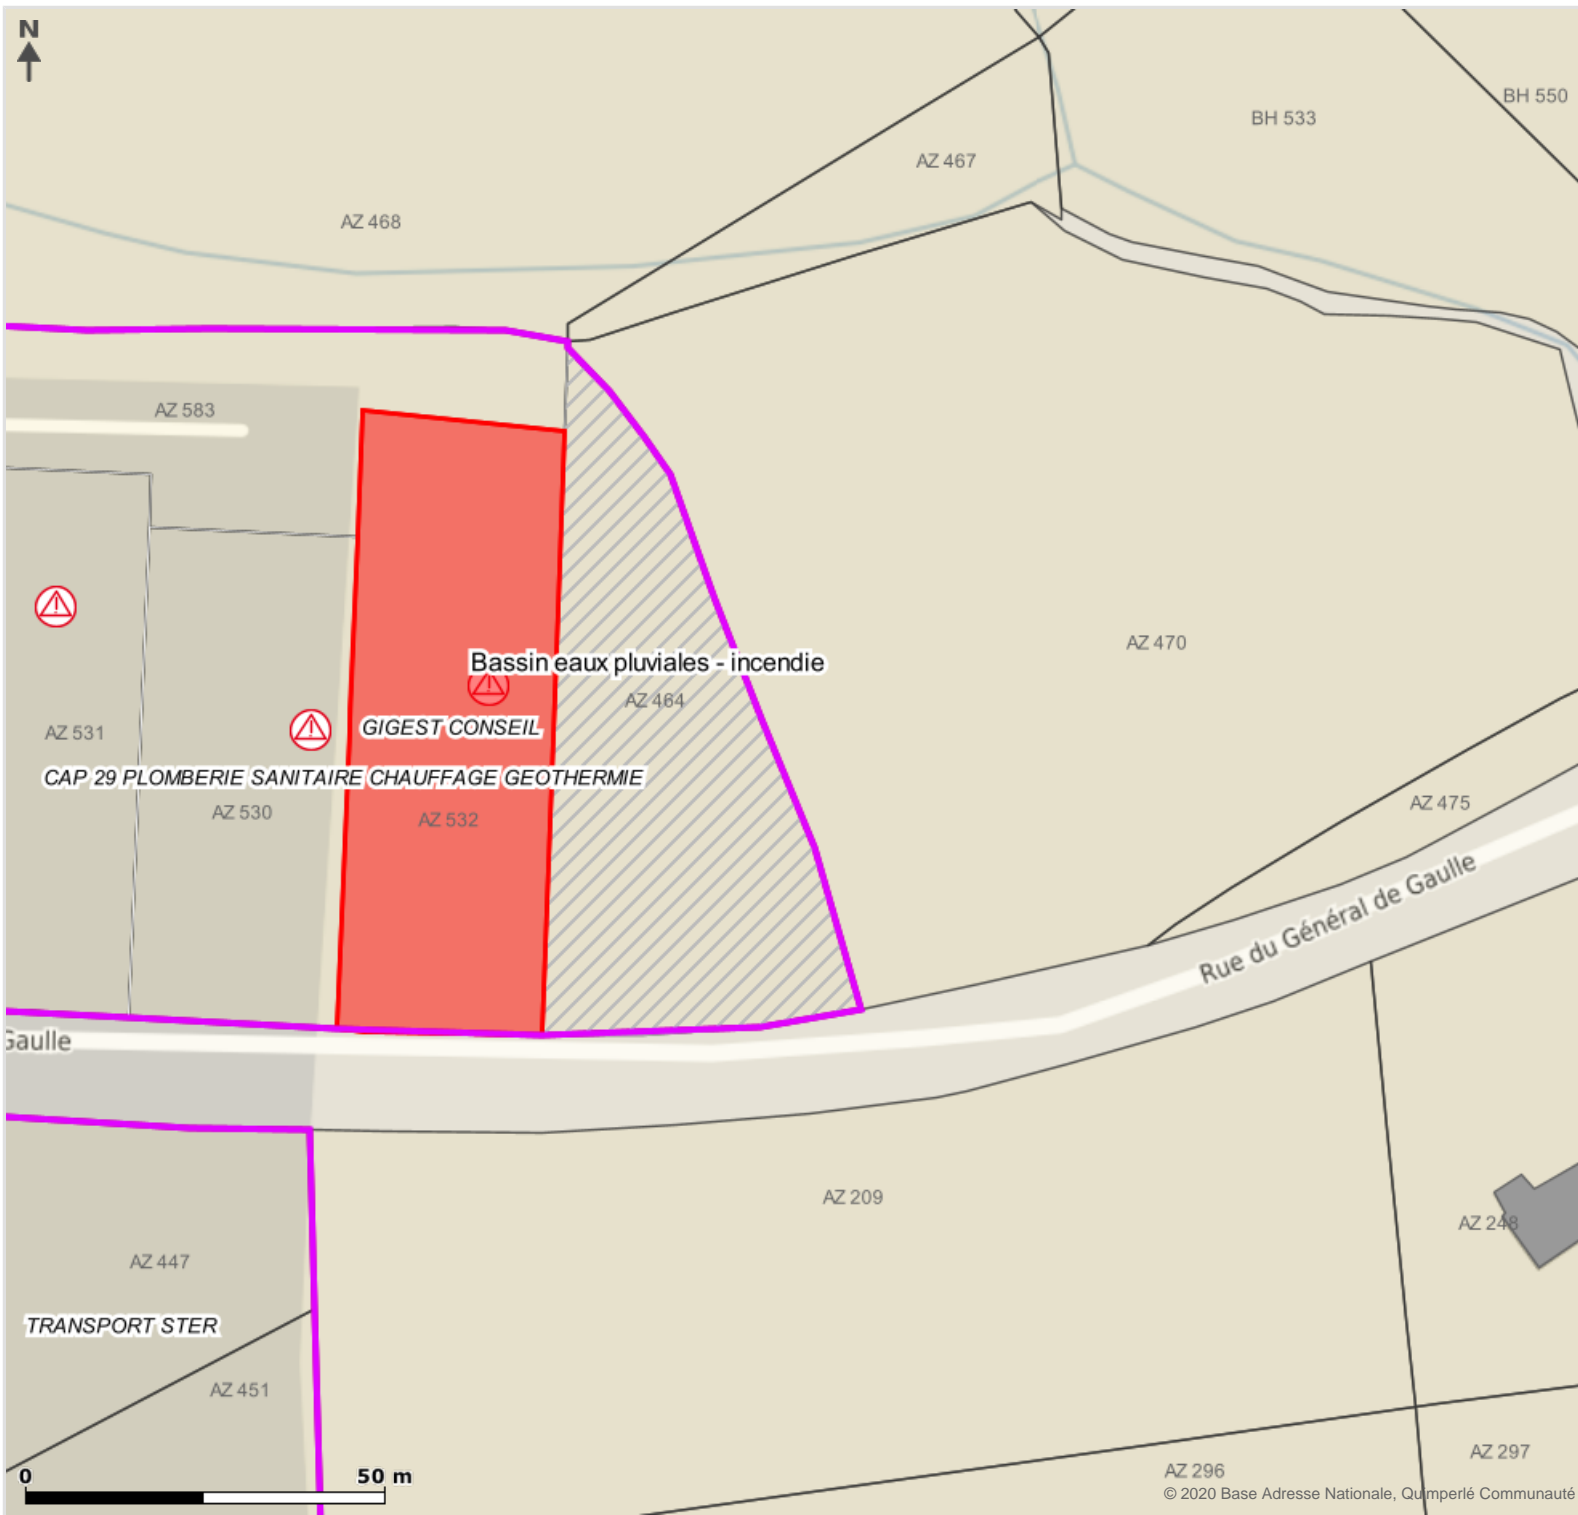 N
BH 550
BH 533
AZ 467
AZ 468
AZ 583
AZ 470
Bassin eaux pluviales - incendie
AZ 464
GIGEST CONSEIL
AZ 531
CAP 29 PLOMBERIE SANITAIRE CHAUFFAGE GEOTHERMIE
AZ 530
AZ 532
AZ 475
Rue du Général de Gaulle
Gaulle
AZ 209
AZ 248
AZ 447
TRANSPORT STER
AZ 451
AZ 297
AZ 296
0 50 m
© 2020 Base Adresse Nationale, Quimperlé Communauté